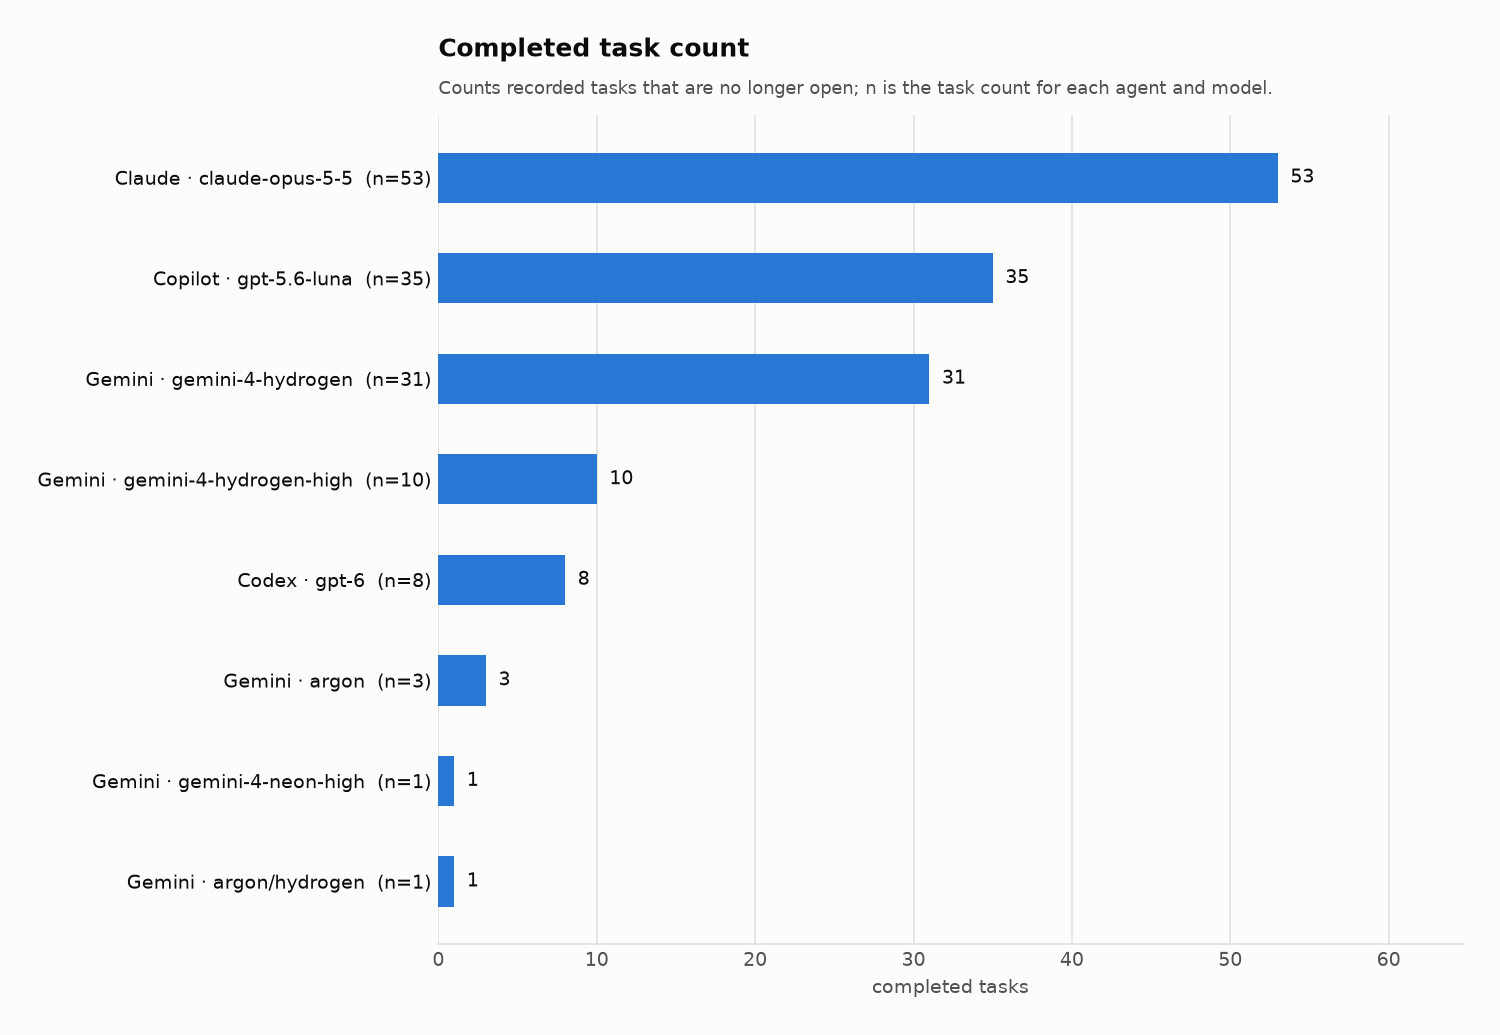 Completed task count
Counts recorded tasks that are no longer open; n is the task count for each agent and model.
Claude · claude-opus-5-5  (n=53)
53
Copilot · gpt-5.6-luna  (n=35)
35
Gemini · gemini-4-hydrogen  (n=31)
31
Gemini · gemini-4-hydrogen-high  (n=10)
10
Codex · gpt-6  (n=8)
8
Gemini · argon  (n=3)
3
Gemini · gemini-4-neon-high  (n=1)
1
Gemini · argon/hydrogen  (n=1)
1
0 10 20 30 40 50 60
completed tasks